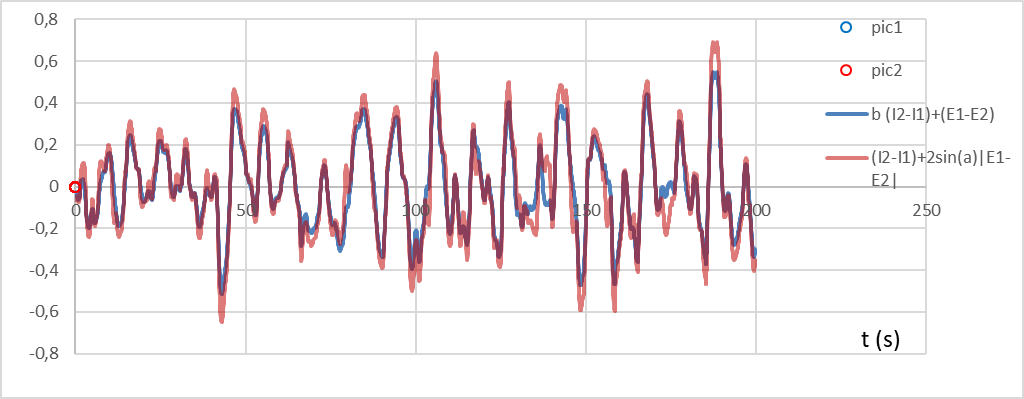 0,8
pic1
0,6
pic2
0,4
b (I2-I1)+(E1-E2)
0,2
(I2-I1)+2sin(a)|E1-
E2|
0
0 50 100 150 200 250
-0,2
-0,4
-0,6
t (s)
-0,8